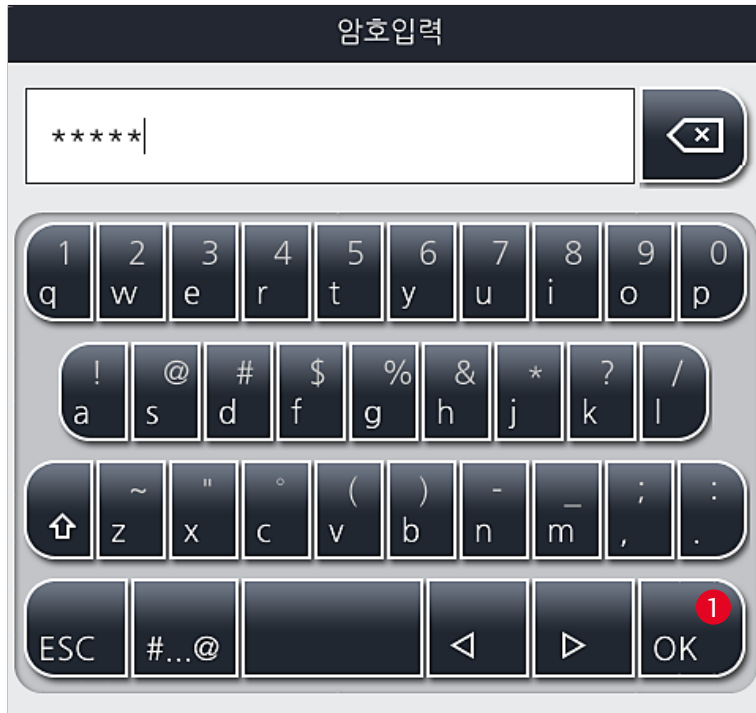 암호입력
*****
1 2 3 4 5 6 7 8 9 0
q w e r t y u i o p
! @ # $ % & * ? /
a s d f g h j k l
~ " ° ( ) - _ ; :
z x c v b n m , .
1
ESC #...@ OK